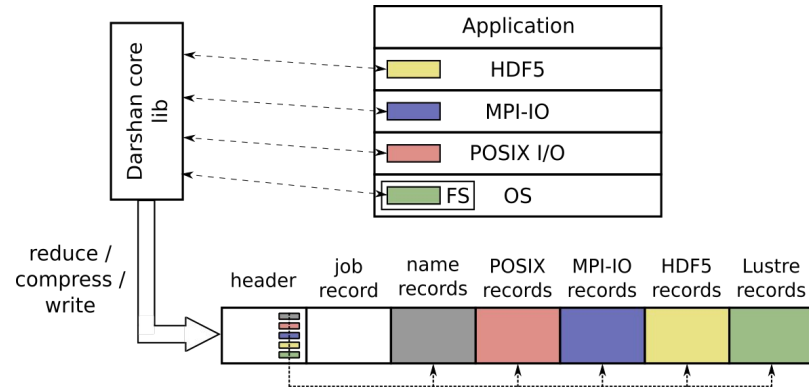 Application
HDF5
MPI-IO
POSIX I/O
FS OS
Darshan core
lib
reduce /
compress /
write
header
job
record
name
records
POSIX
records
MPI-IO
records
HDF5
records
Lustre
records